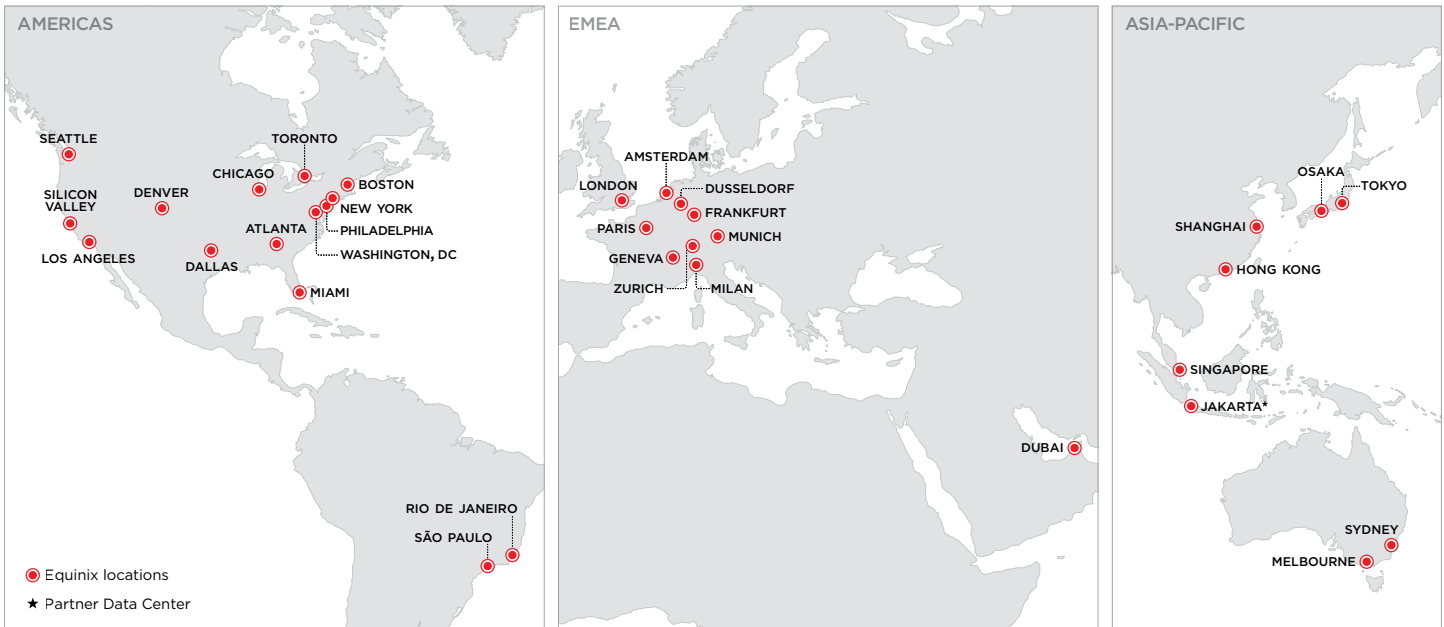 AMERICAS
SEATTLE
TORONTO
CHICAGO
BOSTON
SILICON
VALLEY
DENVER
NEW YORK
ATLANTA
PHILADELPHIA
LOS ANGELES
DALLAS
WASHINGTON, DC
MIAMI
RIO DE JANEIRO
SÃO PAULO
Equinix locations
★ Partner Data Center
EMEA
AMSTERDAM
LONDON
DUSSELDORF
FRANKFURT
PARIS
MUNICH
GENEVA
ZURICH
MILAN
DUBAI
ASIA-PACIFIC
OSAKA
TOKYO
SHANGHAI
HONG KONG
SINGAPORE
JAKARTA★
SYDNEY
MELBOURNE